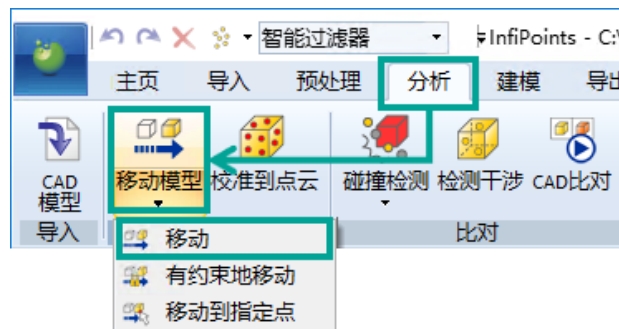 智能过滤器
InfiPoints - C:\
主页 导入 预处理 分析 建模 导出
CAD模型 移动模型 校准到点云 碰撞检测 检测干涉 CAD比对
导入 比对
移动
有约束地移动
移动到指定点